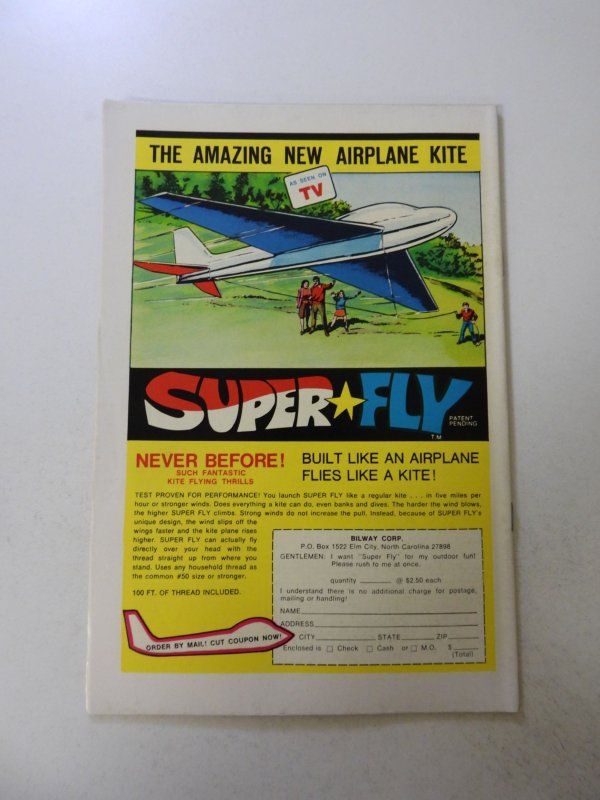 THE AMAZING NEW AIRPLANE KITE
AS SEEN ON
TV
SUPER FLY
PATENT
PENDING
T.M.
NEVER BEFORE!
SUCH FANTASTIC
KITE FLYING THRILLS
BUILT LIKE AN AIRPLANE
FLIES LIKE A KITE!
TEST PROVEN FOR PERFORMANCE! You launch SUPER FLY like a regular kite . . . in five miles per
hour or stronger winds. Does everything a kite can do, even banks and dives. The harder the wind blows,
the higher SUPER FLY climbs. Strong winds do not increase the pull. Instead, because of SUPER FLY's
unique design, the wind slips off the
wings faster and the kite plane rises
higher. SUPER FLY can actually fly
directly over your head with the
thread straight up from where you
stand. Uses any household thread as
the common #50 size or stronger.
100 FT. OF THREAD INCLUDED.
ORDER BY MAIL! CUT COUPON NOW!
BILWAY CORP.
P.O. Box 1522 Elm City, North Carolina 27898
GENTLEMEN: I want "Super Fly" for my outdoor fun!
Please rush to me at once.
quantity ______ @ $2.50 each
I understand there is no additional charge for postage,
mailing or handling!
NAME
ADDRESS
CITY STATE ZIP
Enclosed is □ Check □ Cash or □ M.O. $
(Total)